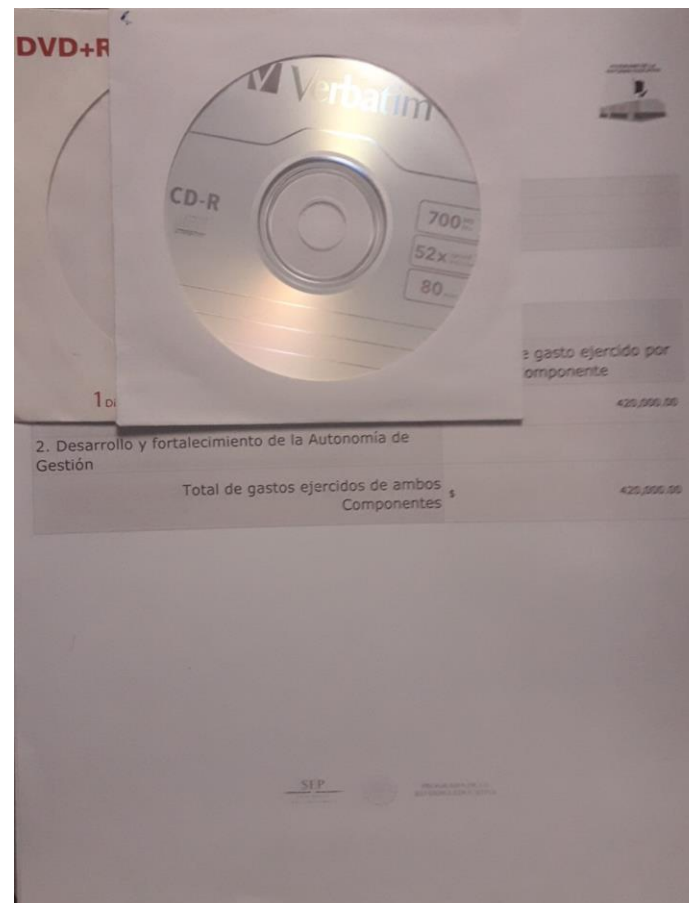 DVD+R
Verbatim
CD-R
700
52x
80
1
e gasto ejercido por
omponente
420,000.00
2. Desarrollo y fortalecimiento de la Autonomía de
Gestión
Total de gastos ejercidos de ambos $ 420,000.00
Componentes
SEP